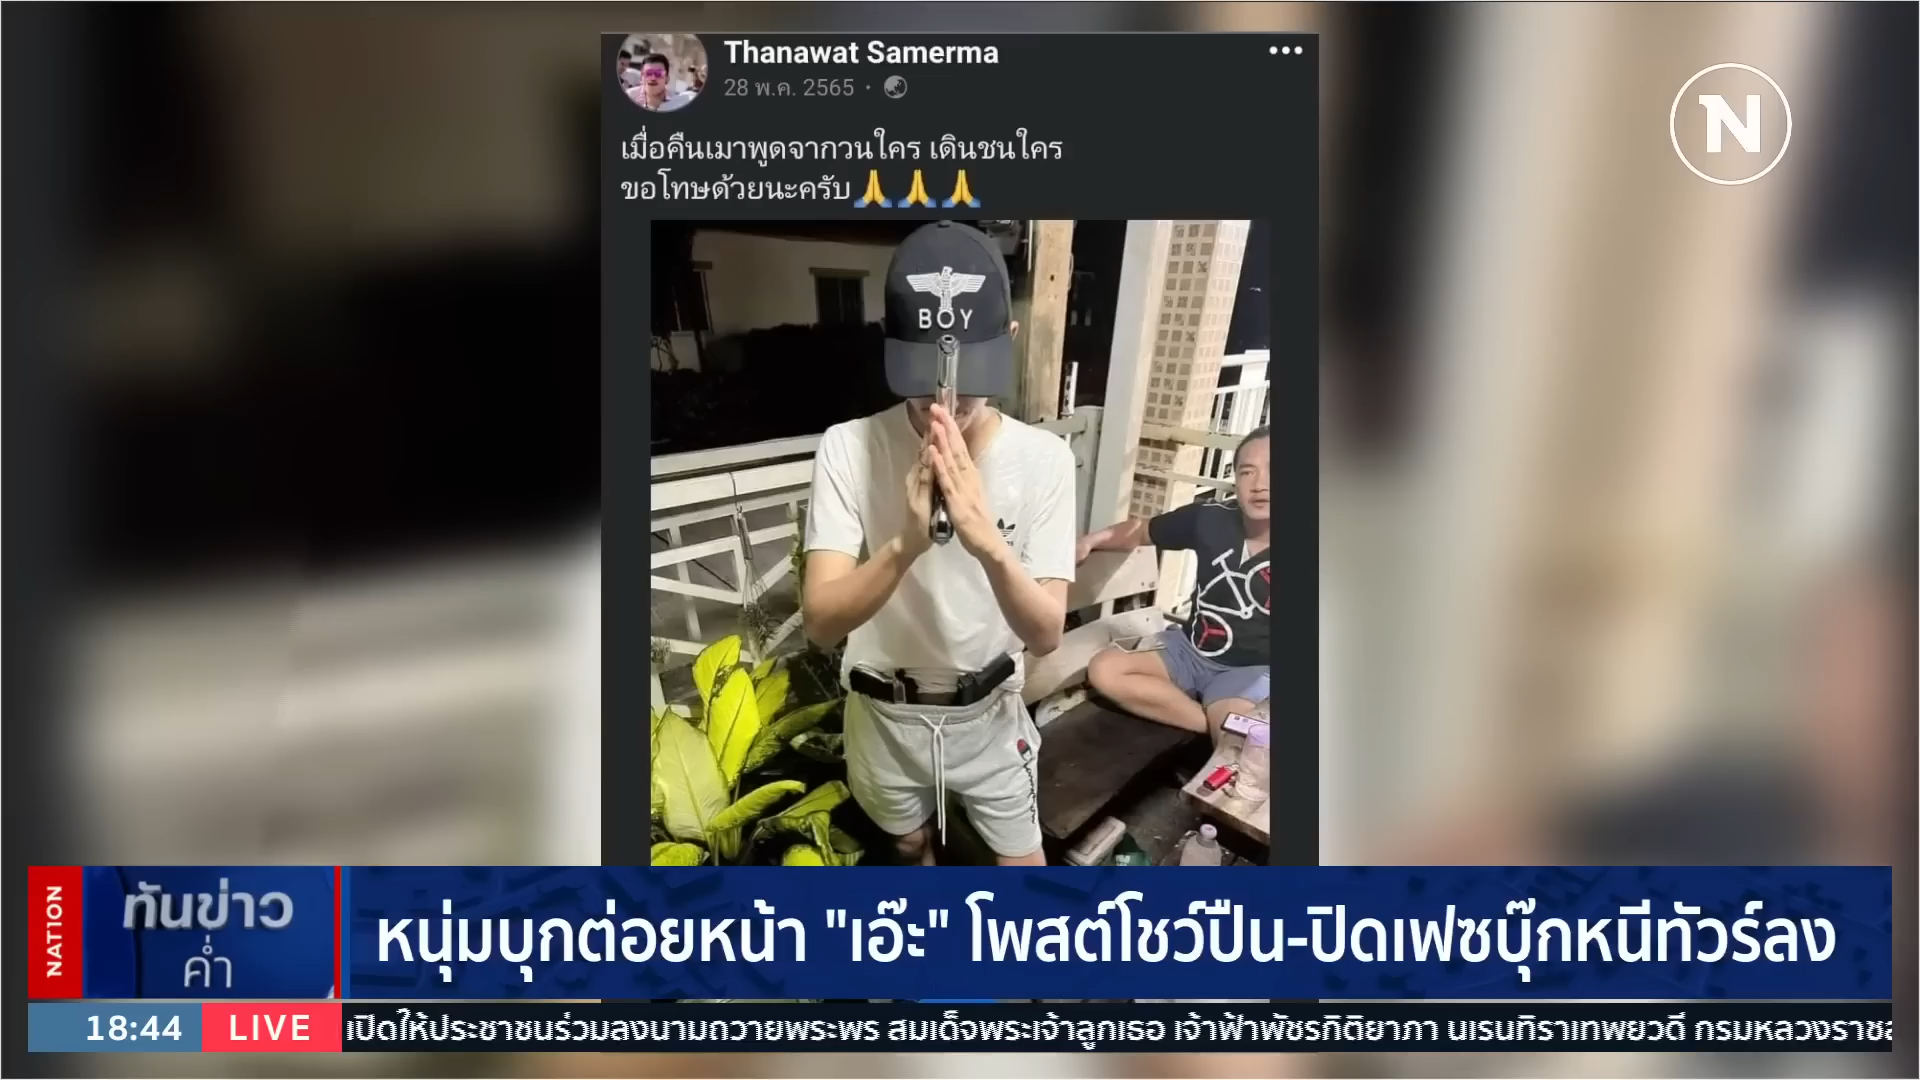 Thanawat Samerma
28 พ.ค. 2565
เมื่อคืนเมาพูดจากวนใคร เดินชนใคร
ขอโทษด้วยนะครับ🙏🙏🙏
N
BOY
NATION
ทันข่าว
ค่ำ
หนุ่มบุกต่อยหน้า "เอ๊ะ" โพสต์โชว์ปืน-ปิดเฟซบุ๊กหนีทัวร์ลง
18:44
LIVE
เปิดให้ประชาชนร่วมลงนามถวายพระพร สมเด็จพระเจ้าลูกเธอ เจ้าฟ้าพัชรกิติยาภา นเรนทิราเทพยวดี กรมหลวงราชส